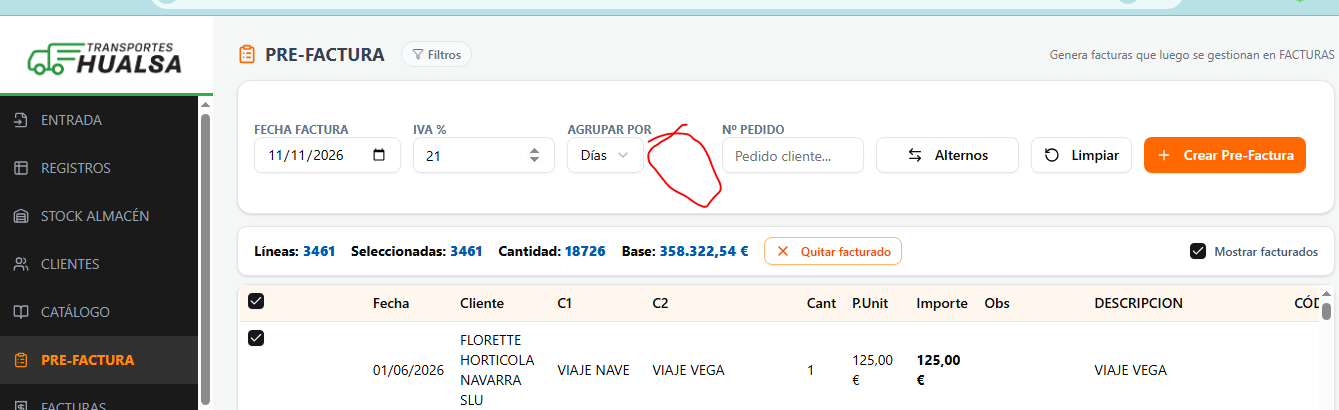 TRANSPORTES
HUALSA
PRE-FACTURA
Filtros
Genera facturas que luego se gestionan en FACTURAS
ENTRADA
REGISTROS
STOCK ALMACÉN
CLIENTES
CATÁLOGO
PRE-FACTURA
FACTURAS
FECHA FACTURA
IVA %
AGRUPAR POR
Nº PEDIDO
11/11/2026
21
Días
Pedido cliente...
Alternos
Limpiar
+ Crear Pre-Factura
Líneas: 3461 Seleccionadas: 3461 Cantidad: 18726 Base: 358.322,54 €
Quitar facturado
Mostrar facturados
Fecha Cliente C1 C2 Cant P.Unit Importe Obs DESCRIPCION CÓD
01/06/2026
FLORETTE
HORTICOLA
NAVARRA
SLU
VIAJE NAVE
VIAJE VEGA
1
125,00
€
125,00
€
VIAJE VEGA